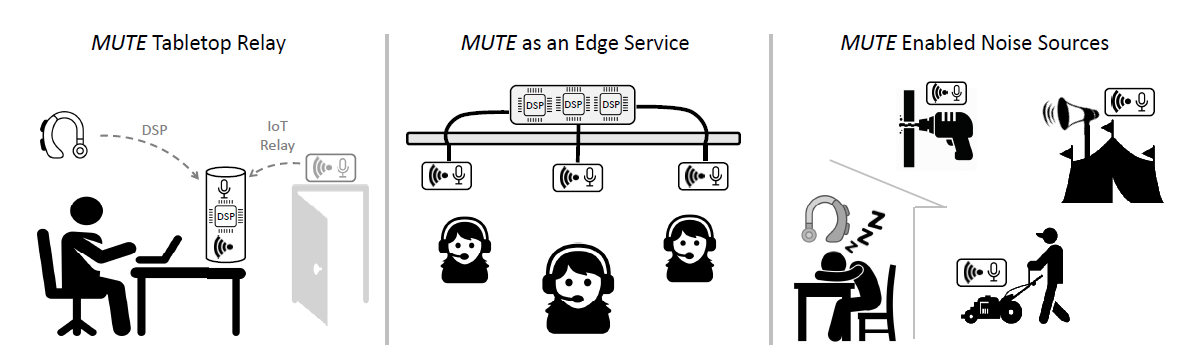 MUTE Tabletop Relay
DSP
IoT
Relay
DSP
MUTE as an Edge Service
DSP DSP DSP
MUTE Enabled Noise Sources
z z Z Z